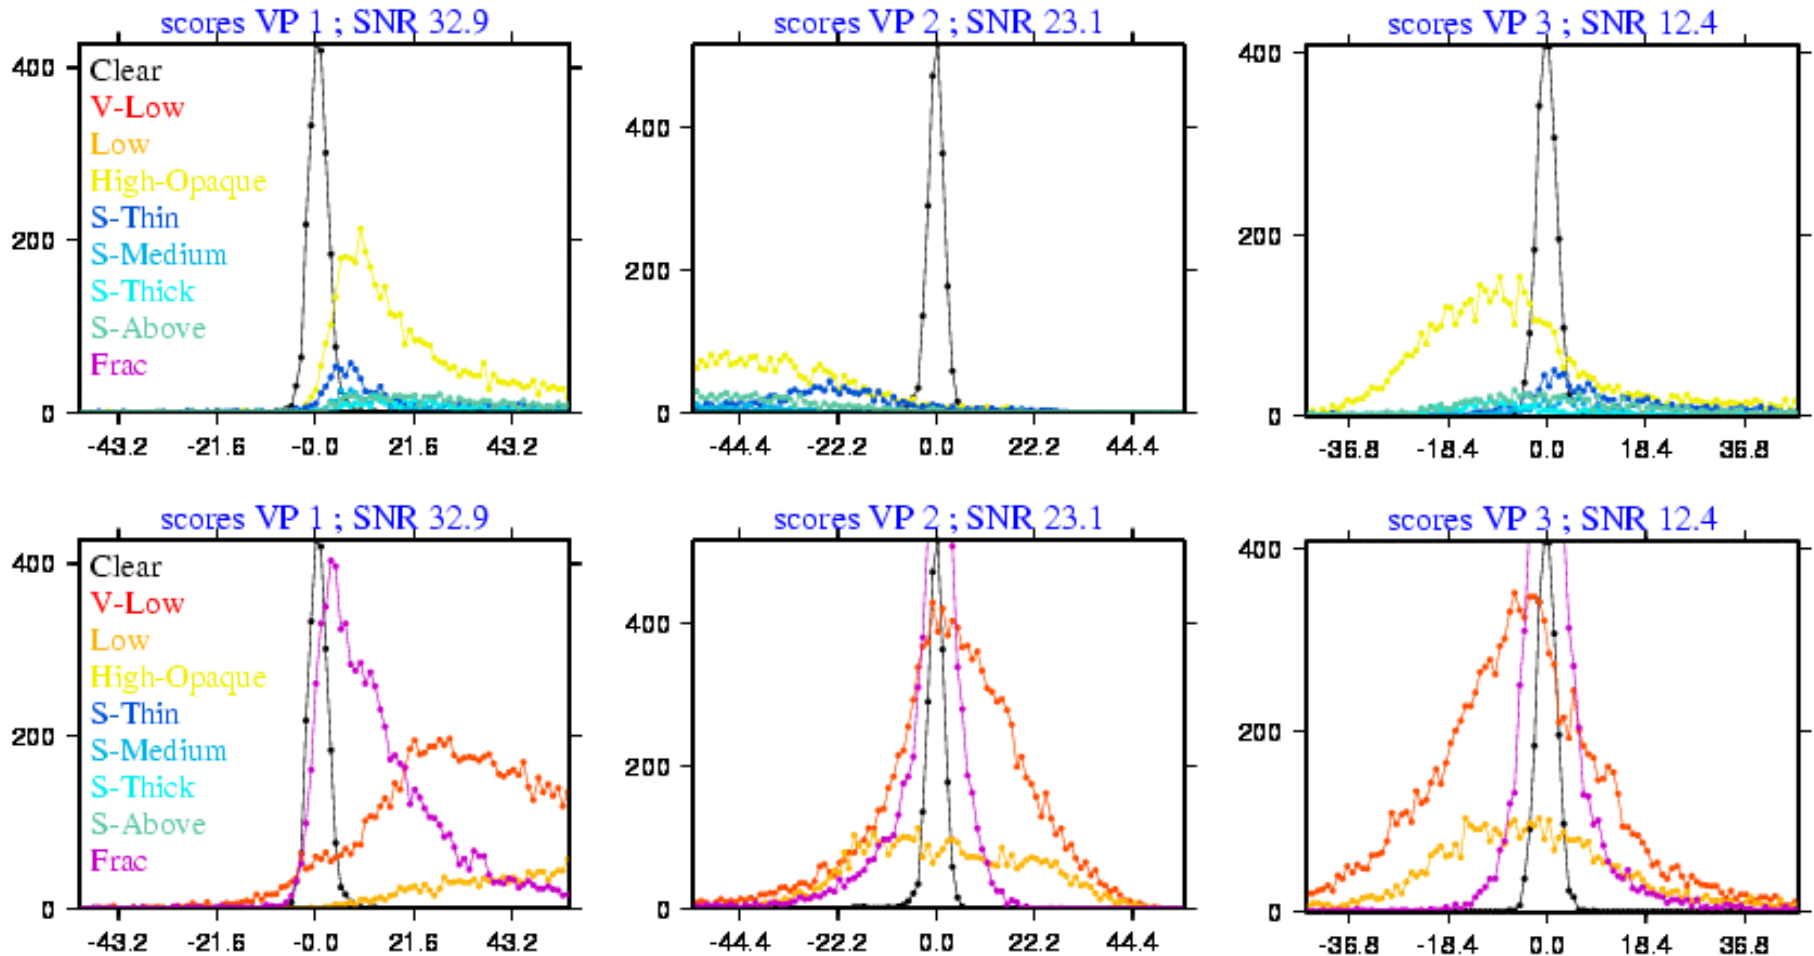 scores VP 1 ; SNR 32.9
scores VP 2 ; SNR 23.1
scores VP 3 ; SNR 12.4
400
200
0
Clear
V-Low
Low
High-Opaque
S-Thin
S-Medium
S-Thick
S-Above
Frac
-43.2 -21.6 -0.0 21.6 43.2
400
200
0
-44.4 -22.2 0.0 22.2 44.4
400
200
0
-36.8 -18.4 0.0 18.4 36.8
scores VP 1 ; SNR 32.9
scores VP 2 ; SNR 23.1
scores VP 3 ; SNR 12.4
400
200
0
Clear
V-Low
Low
High-Opaque
S-Thin
S-Medium
S-Thick
S-Above
Frac
-43.2 -21.6 -0.0 21.6 43.2
400
200
0
-44.4 -22.2 0.0 22.2 44.4
400
200
0
-36.8 -18.4 0.0 18.4 36.8